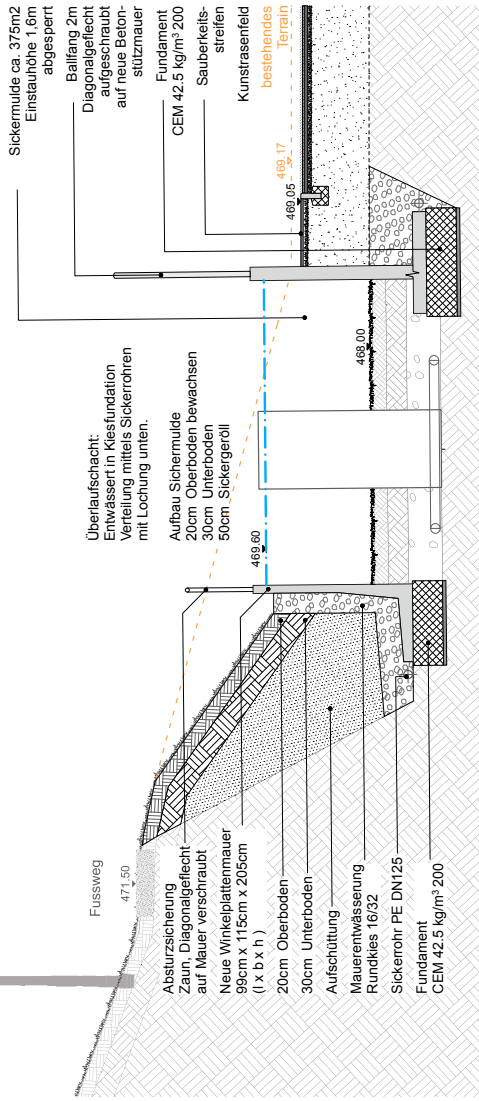 Fussweg
471.50
Absturzsicherung
Zaun, Diagonalgeflecht
auf Mauer verschraubt
Neue Winkelplattenmauer
99cm x 115cm x 205cm
(l x b x h )
20cm Oberboden
30cm Unterboden
Aufschüttung
Mauerentwässerung
Rundkies 16/32
Sickerrohr PE DN125
Fundament
CEM 42.5 kg/m³ 200
Überlaufschacht:
Entwässert in Kiesfundation
Verteilung mittels Sickerrohren
mit Lochung unten.
Aufbau Sichermulde
20cm Oberboden bewachsen
30cm Unterboden
50cm Sickergeröll
469.60
468.00
Sickermulde ca. 375m2
Einstauhöhe 1,6m
abgesperrt
Ballfang 2m
Diagonalgeflecht
aufgeschraubt
auf neue Beton-
stützmauer
Fundament
CEM 42.5 kg/m³ 200
Sauberkeits-
streifen
Kunstrasenfeld
bestehendes
Terrain
469.17
469.05